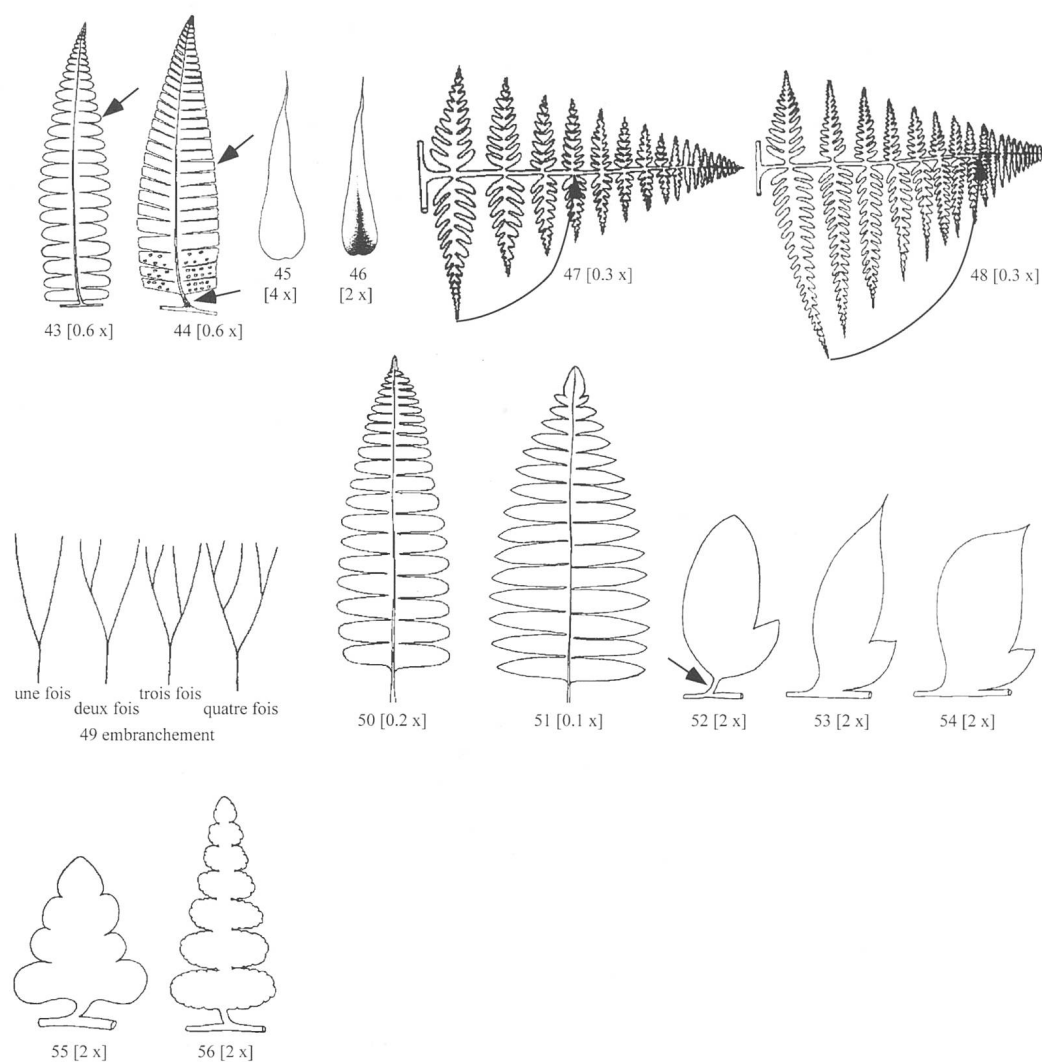 45
[4 x]
46
[2 x]
47 [0.3 x]
48 [0.3 x]
43 [0.6 x]
44 [0.6 x]
une fois
deux fois
trois fois
quatre fois
49 embranchement
50 [0.2 x]
51 [0.1 x]
52 [2 x]
53 [2 x]
54 [2 x]
55 [2 x]
56 [2 x]